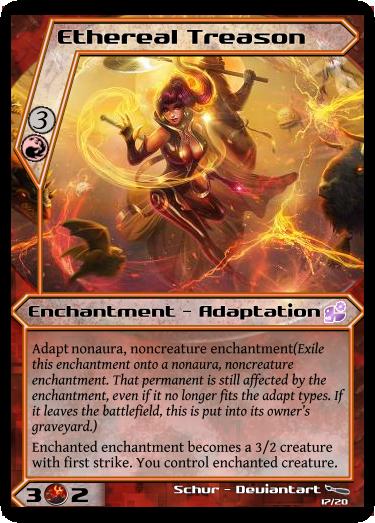 Ethereal Treason
3
Enchantment - Adaptation
Adapt nonaura, noncreature enchantment(Exile
this enchantment onto a nonaura, noncreature
enchantment. That permanent is still affected by the
enchantment, even if it no longer fits the adapt types. If
it leaves the battlefield, this is put into its owner's
graveyard.)
Enchanted enchantment becomes a 3/2 creature
with first strike. You control enchanted creature.
3 2
Schur - Deviantart
17/20